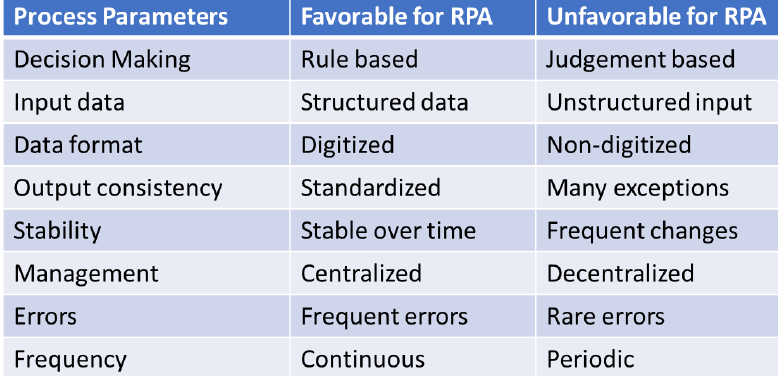 Process Parameters Favorable for RPA Unfavorable for RPA
Decision Making Rule based Judgement based
Input data Structured data Unstructured input
Data format Digitized Non-digitized
Output consistency Standardized Many exceptions
Stability Stable over time Frequent changes
Management Centralized Decentralized
Errors Frequent errors Rare errors
Frequency Continuous Periodic